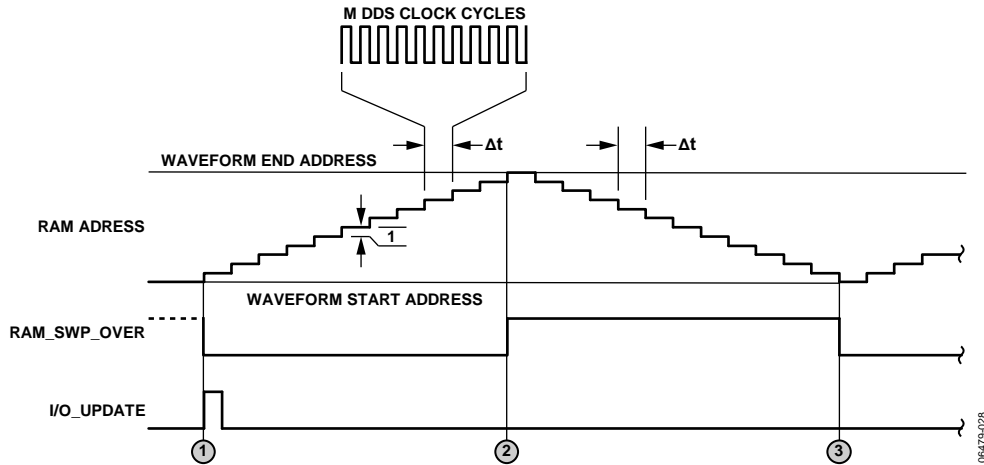 M DDS CLOCK CYCLES
Δt
Δt
WAVEFORM END ADDRESS
RAM ADRESS
1
WAVEFORM START ADDRESS
RAM_SWP_OVER
I/O_UPDATE
1
2
3
06479-028